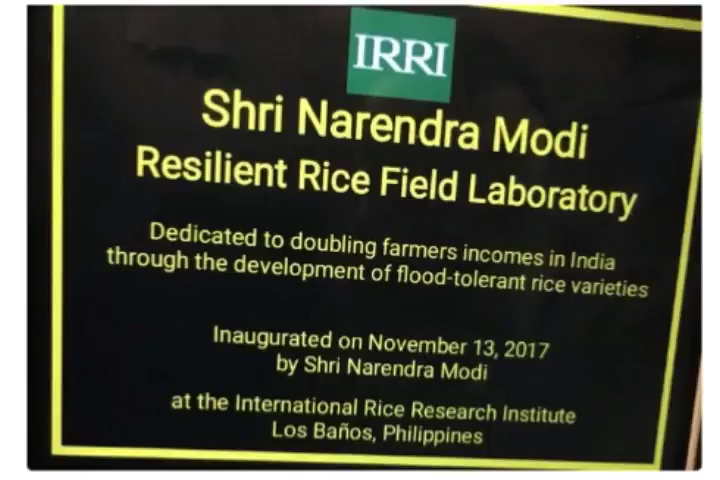 IRRI
Shri Narendra Modi
Resilient Rice Field Laboratory
Dedicated to doubling farmers incomes in India
through the development of flood-tolerant rice varieties
Inaugurated on November 13, 2017
by Shri Narendra Modi
at the International Rice Research Institute
Los Baños, Philippines